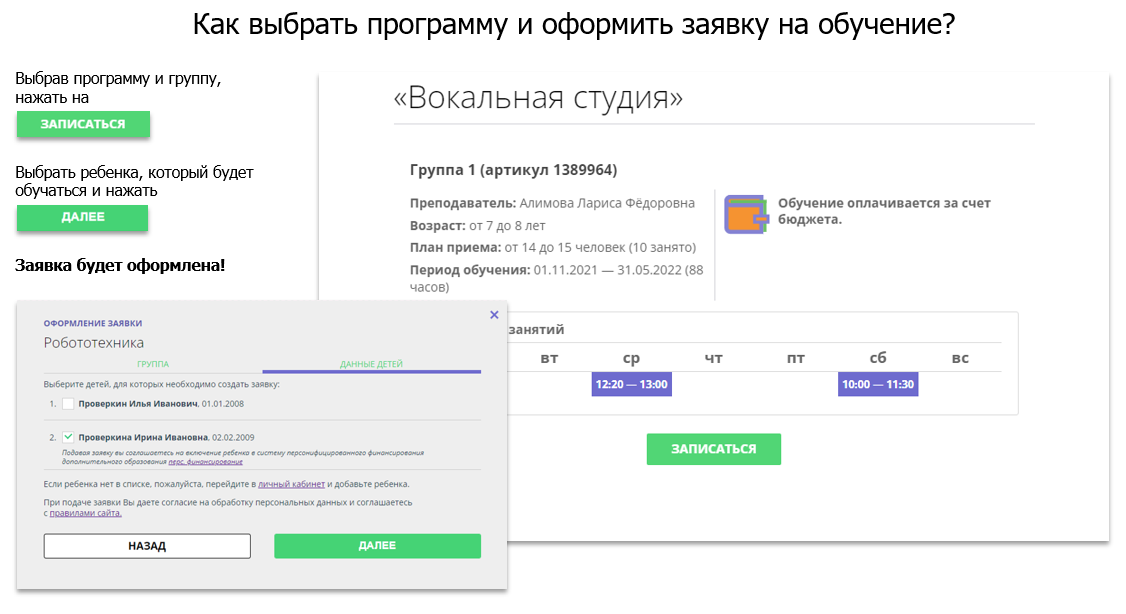 Как выбрать программу и оформить заявку на обучение?
Выбрав программу и группу,
нажать на
ЗАПИСАТЬСЯ
Выбрать ребенка, который будет
обучаться и нажать
ДАЛЕЕ
Заявка будет оформлена!
«Вокальная студия»
Группа 1 (артикул 1389964)
Преподаватель: Алимова Лариса Фёдоровна
Возраст: от 7 до 8 лет
План приема: от 14 до 15 человек (10 занято)
Период обучения: 01.11.2021 — 31.05.2022 (88
часов)
Обучение оплачивается за счет
бюджета.
занятий
вт ср чт пт сб вс
12:20 — 13:00 10:00 — 11:30
ЗАПИСАТЬСЯ
ОФОРМЛЕНИЕ ЗАЯВКИ
Робототехника
ГРУППА ДАННЫЕ ДЕТЕЙ
Выберите детей, для которых необходимо создать заявку:
1. Проверкин Илья Иванович, 01.01.2008
2. Проверкина Ирина Ивановна, 02.02.2009
Подавая заявку вы соглашаетесь на включение ребенка в систему персонифицированного финансирования
дополнительного образования перс. финансирование
Если ребенка нет в списке, пожалуйста, перейдите в личный кабинет и добавьте ребенка.
При подаче заявки Вы даете согласие на обработку персональных данных и соглашаетесь
с правилами сайта.
НАЗАД ДАЛЕЕ